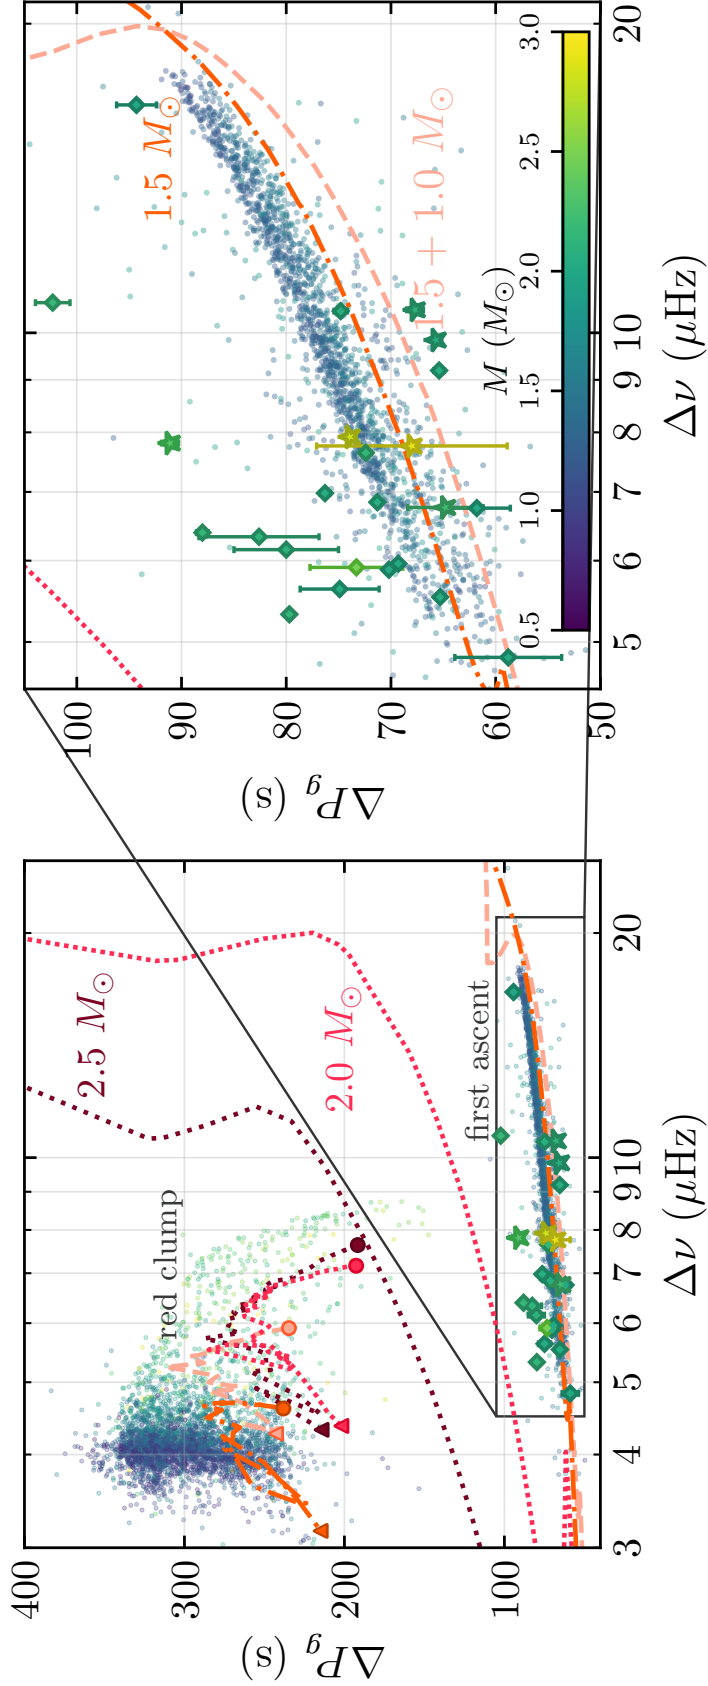 400
300
200
100
ΔP_g (s)
3
4
5
6
7
8
9
10
20
Δν (μHz)
red clump
2.5 M⊙
2.0 M⊙
first ascent
100
90
80
70
60
50
ΔP_g (s)
5
6
7
8
9
10
20
Δν (μHz)
1.5 M⊙
1.5 + 1.0 M⊙
M (M⊙)
0.5
1.0
1.5
2.0
2.5
3.0